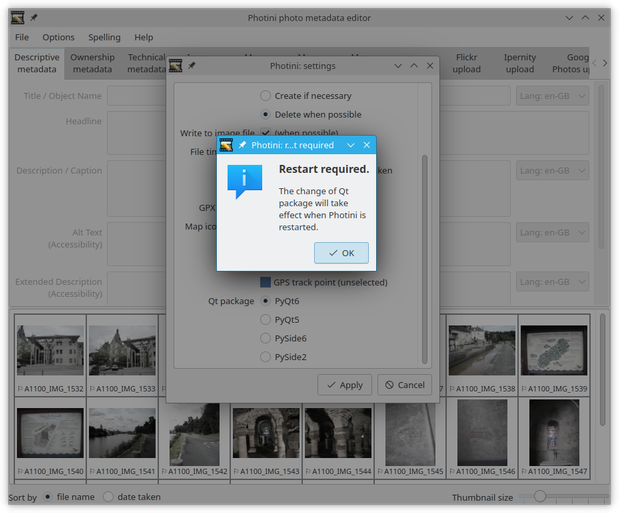 Photini photo metadata editor
File Options Spelling Help
Descriptive metadata
Ownership metadata
Technical metadata
Flickr upload
Ipernity upload
Goog
Photos up
Title / Object Name
Lang: en-GB
Headline
Description / Caption
Lang: en-GB
Alt Text (Accessibility)
Lang: en-GB
Extended Description (Accessibility)
Lang: en-GB
Photini: settings
Create if necessary
Delete when possible
Write to image file (when possible)
File tim
ken
GPX
Map ico
GPS track point (unselected)
Qt package PyQt6
PyQt5
PySide6
PySide2
Apply Cancel
Photini: r...t required
Restart required.
The change of Qt
package will take
effect when Photini is
restarted.
OK
A1100_IMG_1532 A1100_IMG_1533 7 A1100_IMG_1538 A1100_IMG_1539
A1100_IMG_1540 A1100_IMG_1541 A1100_IMG_1542 A1100_IMG_1543 A1100_IMG_1544 A1100_IMG_1545 A1100_IMG_1546 A1100_IMG_1547
Sort by file name date taken Thumbnail size